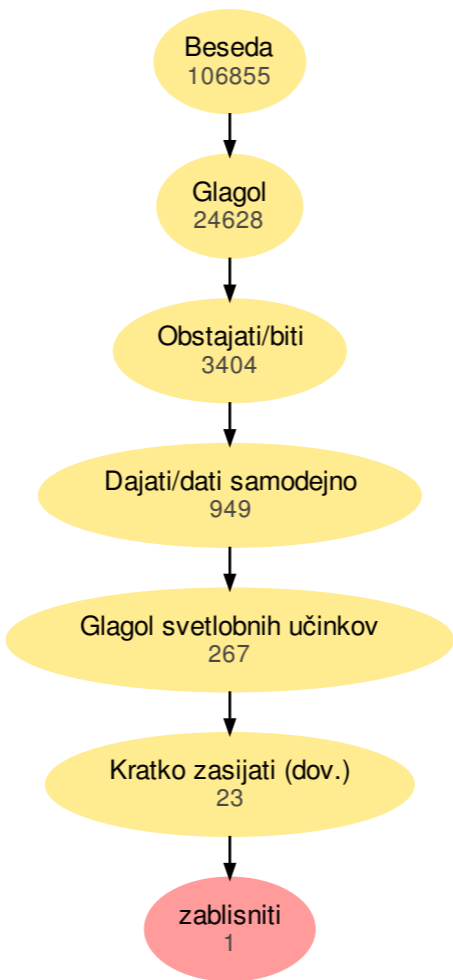 Beseda
106855
Glagol
24628
Obstajati/biti
3404
Dajati/dati samodejno
949
Glagol svetlobnih učinkov
267
Kratko zasijati (dov.)
23
zablisniti
1